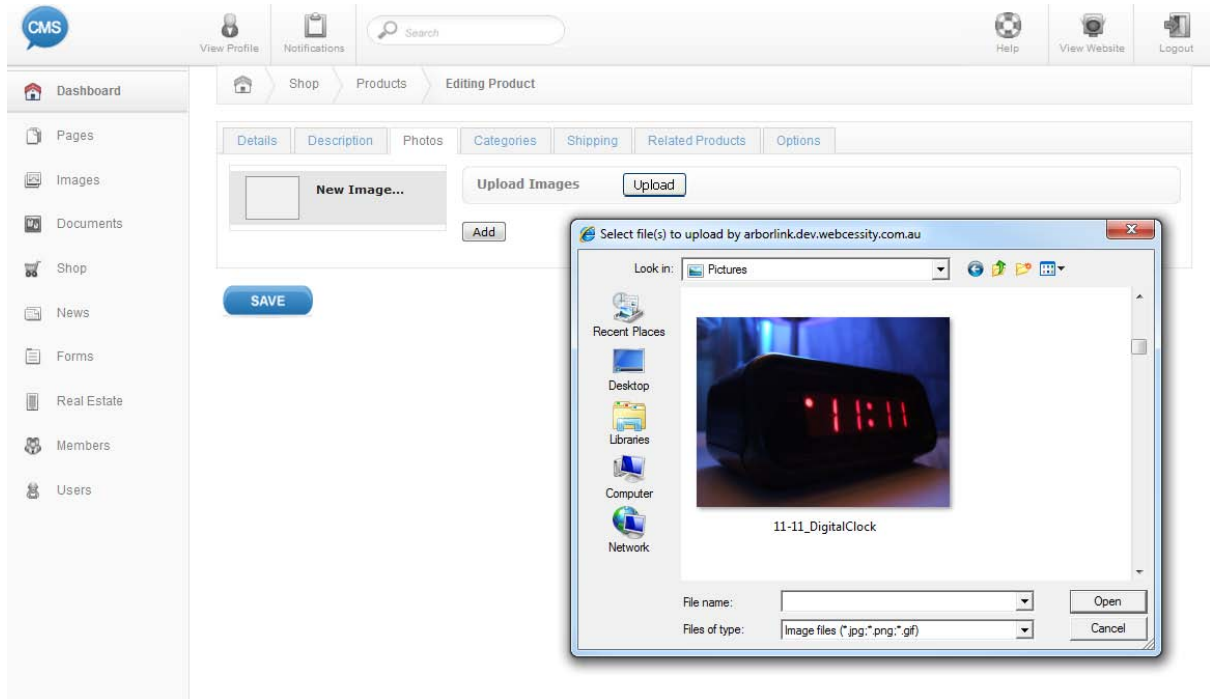 CMS
View Profile
Notifications
Search
Help
View Website
Logout
Dashboard
Pages
Images
Documents
Shop
News
Forms
Real Estate
Members
Users
Shop
Products
Editing Product
Details
Description
Photos
Categories
Shipping
Related Products
Options
New Image...
Upload Images
Upload
Add
SAVE
Select file(s) to upload by arborlink.dev.webcessity.com.au
Look in:
Pictures
Recent Places
Desktop
Libraries
Computer
Network
11:11
11-11_DigitalClock
File name:
Open
Files of type:
Image files (*.jpg;*.png;*.gif)
Cancel